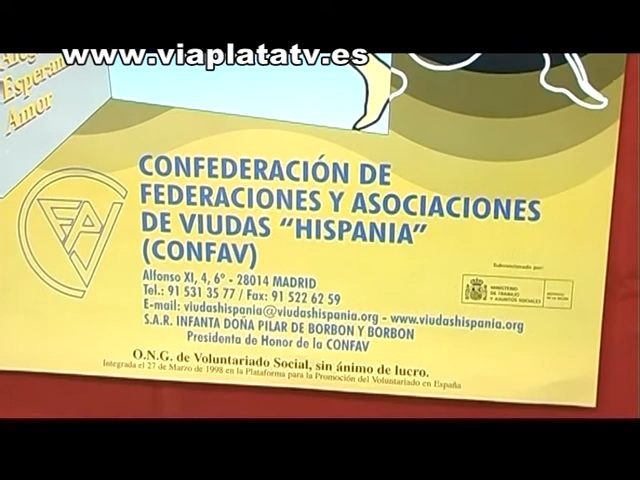 www.viaplatatv.es
Esperan
Amor
CONFEDERACIÓN DE
FEDERACIONES Y ASOCIACIONES
DE VIUDAS "HISPANIA"
(CONFAV)
Alfonso XI, 4, 6º - 28014 MADRID
Tel.: 91 531 35 77 / Fax: 91 522 62 59
E-mail: viudashispania@viudashispania.org - www.viudashispania.org
S.A.R. INFANTA DOÑA PILAR DE BORBON Y BORBON
Presidenta de Honor de la CONFAV
Subvencionado por:
MINISTERIO
DE TRABAJO
Y ASUNTOS SOCIALES
O.N.G. de Voluntariado Social, sin ánimo de lucro.
Integrada el 27 de Marzo de 1998 en la Plataforma para la Promoción del Voluntariado en España